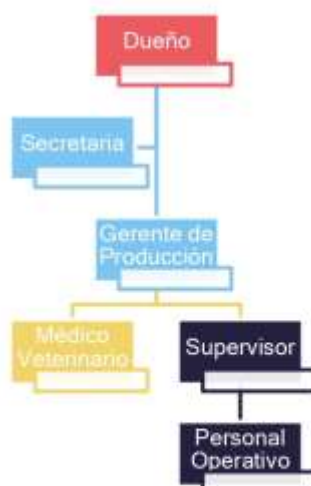 Dueño
Secretaria
Gerente de
Producción
Médico
Veterinario
Supervisor
Personal
Operativo